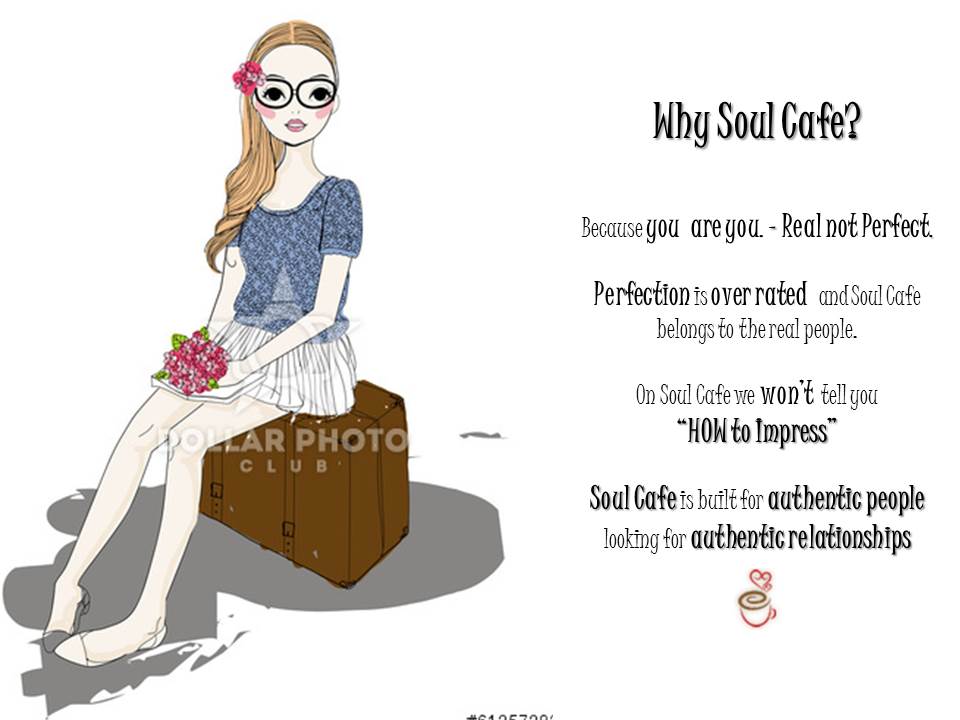 Why Soul Cafe?
Because you are you. - Real not Perfect.
Perfection is over rated and Soul Cafe
belongs to the real people.
On Soul Cafe we won't tell you
“HOW to Impress”
Soul Cafe is built for authentic people
looking for authentic relationships
DOLLAR PHOTO
CLUB